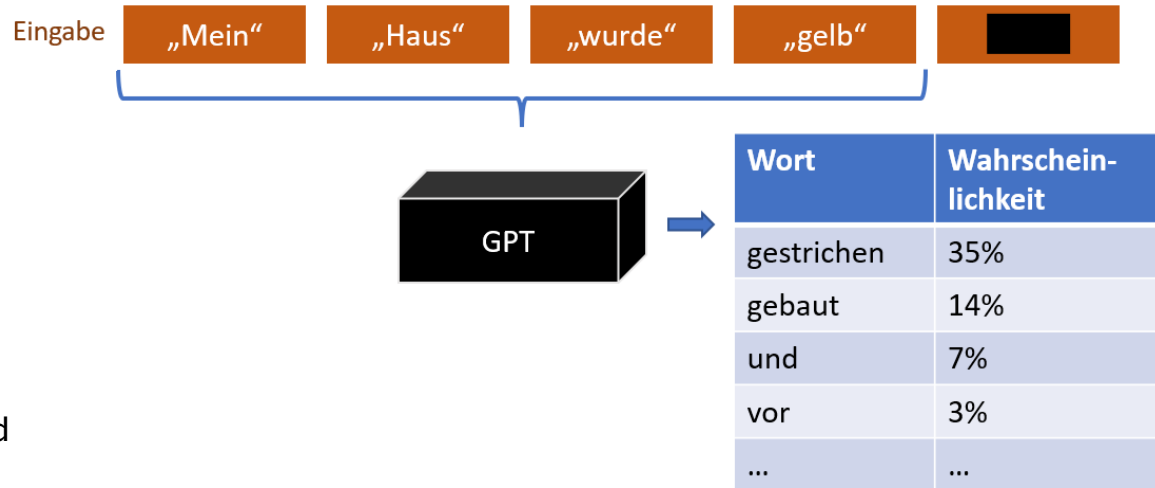 Eingabe „Mein“ „Haus“ „wurde“ „gelb“
GPT
Wort Wahrschein-
lichkeit
gestrichen 35%
gebaut 14%
und 7%
vor 3%
... ...
d